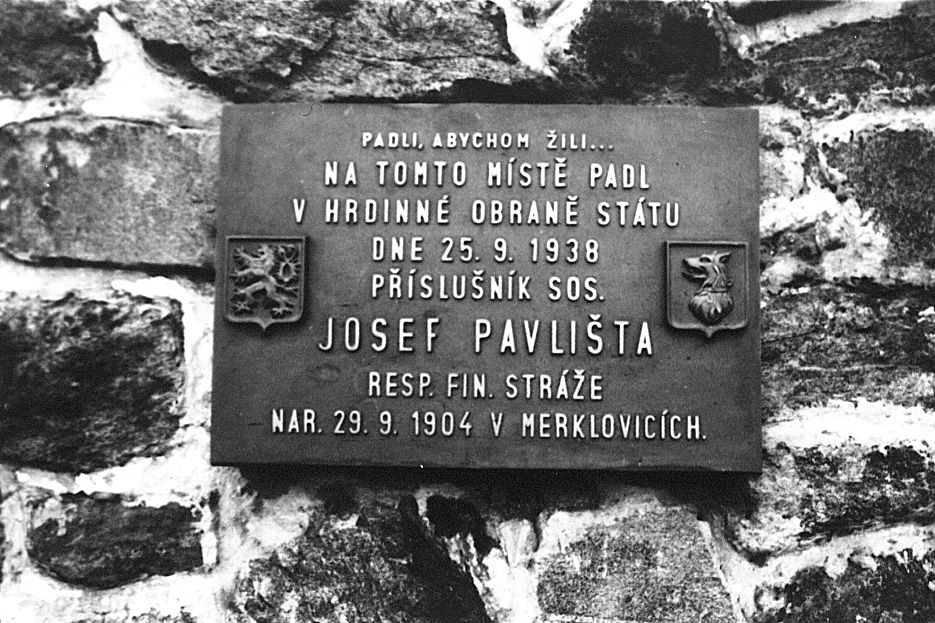 PADLI, ABYCHOM ŽILI...
NA TOMTO MÍSTĚ PADL
V HRDINNÉ OBRANĚ STÁTU
DNE 25. 9. 1938
PŘÍSLUŠNÍK SOS.
JOSEF PAVLIŠTA
RESP. FIN. STRÁŽE
NAR. 29. 9. 1904 V MERKLOVICÍCH.